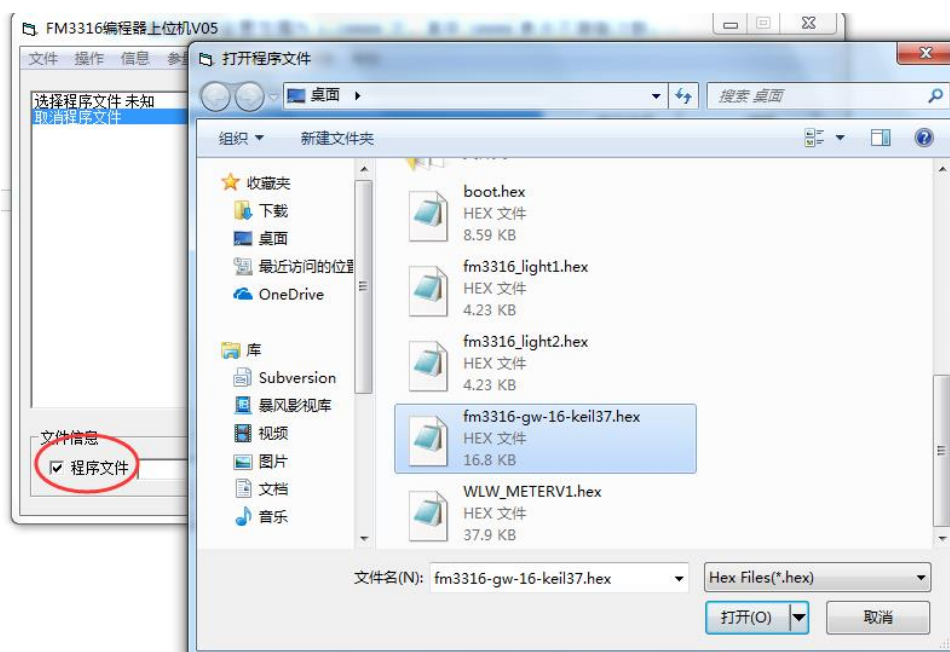 FM3316编程器上位机V05
文件 操作 信息
选择程序文件 未知
取消程序文件
文件信息
程序文件
打开程序文件
桌面
搜索 桌面
组织
新建文件夹
收藏夹
下载
桌面
最近访问的位置
OneDrive
库
Subversion
暴风影视库
视频
图片
文档
音乐
boot.hex
HEX 文件
8.59 KB
fm3316_light1.hex
HEX 文件
4.23 KB
fm3316_light2.hex
HEX 文件
4.23 KB
fm3316-gw-16-keil37.hex
HEX 文件
16.8 KB
WLW_METERV1.hex
HEX 文件
37.9 KB
文件名(N): fm3316-gw-16-keil37.hex
Hex Files(*.hex)
打开(O)
取消